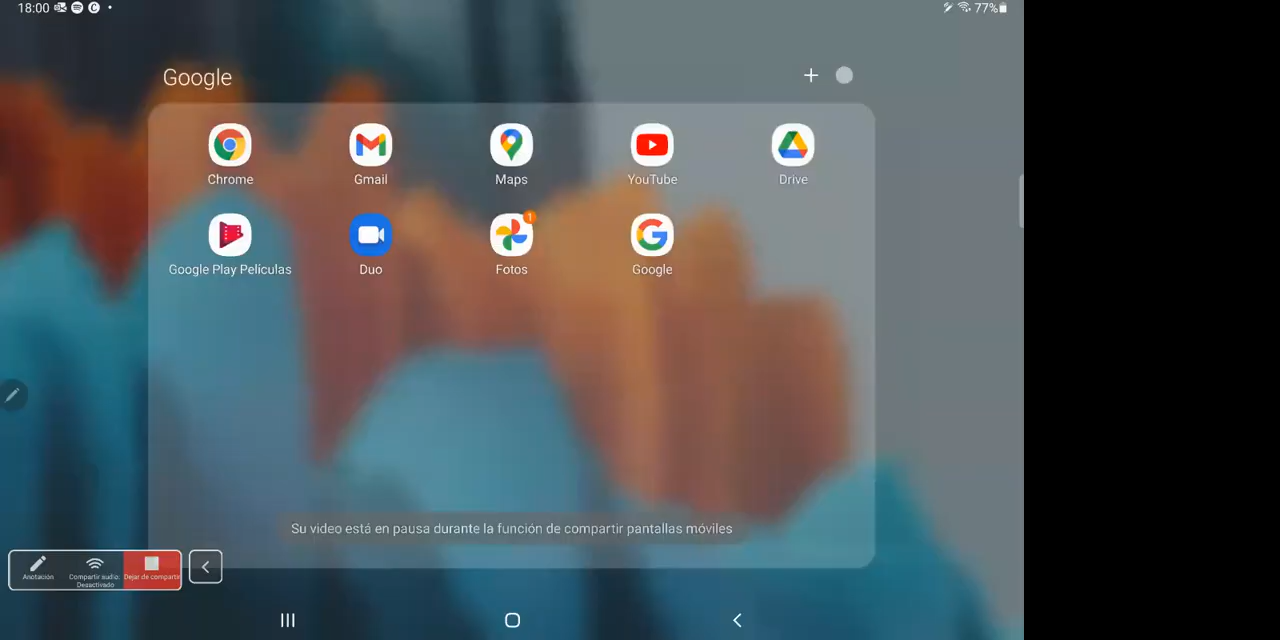 18:00
77%
Google
Chrome
Gmail
Maps
YouTube
Drive
Google Play Películas
Duo
1
Fotos
Google
Su video está en pausa durante la función de compartir pantallas móviles
Anotación
Compartir audio:
Desactivado
Dejar de compartir